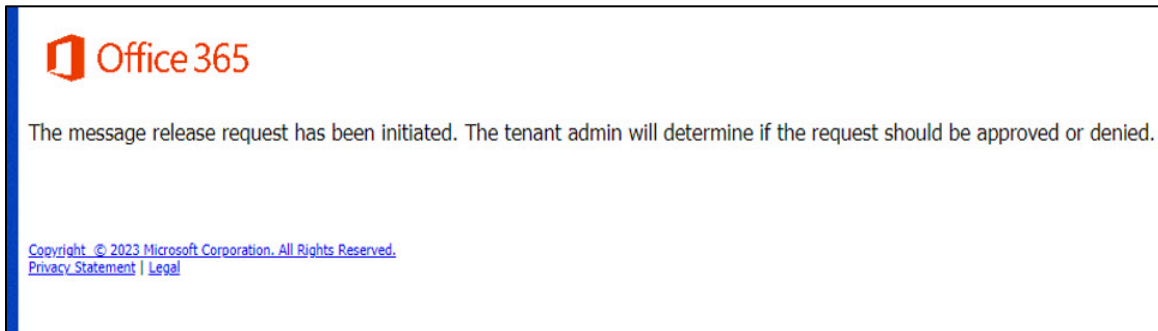 Office 365
The message release request has been initiated. The tenant admin will determine if the request should be approved or denied.
Copyright © 2023 Microsoft Corporation. All Rights Reserved.
Privacy Statement | Legal